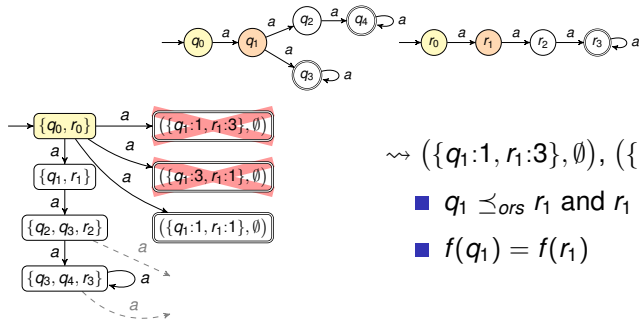 q₀ a q₁ a q₂ a q₄ a
a q₃ a
r₀ a r₁ a r₂ a r₃ a
{q₀, r₀} a ({q₁:1, r₁:3}, ∅)
a a ({q₁:3, r₁:1}, ∅)
{q₁, r₁} a ({q₁:1, r₁:1}, ∅)
a
{q₂, q₃, r₂} a
a
{q₃, q₄, r₃} a
a
⇝ ({q₁:1, r₁:3}, ∅), ({
■ q₁ ⪯ₒᵣₛ r₁ and r₁
■ f(q₁) = f(r₁)